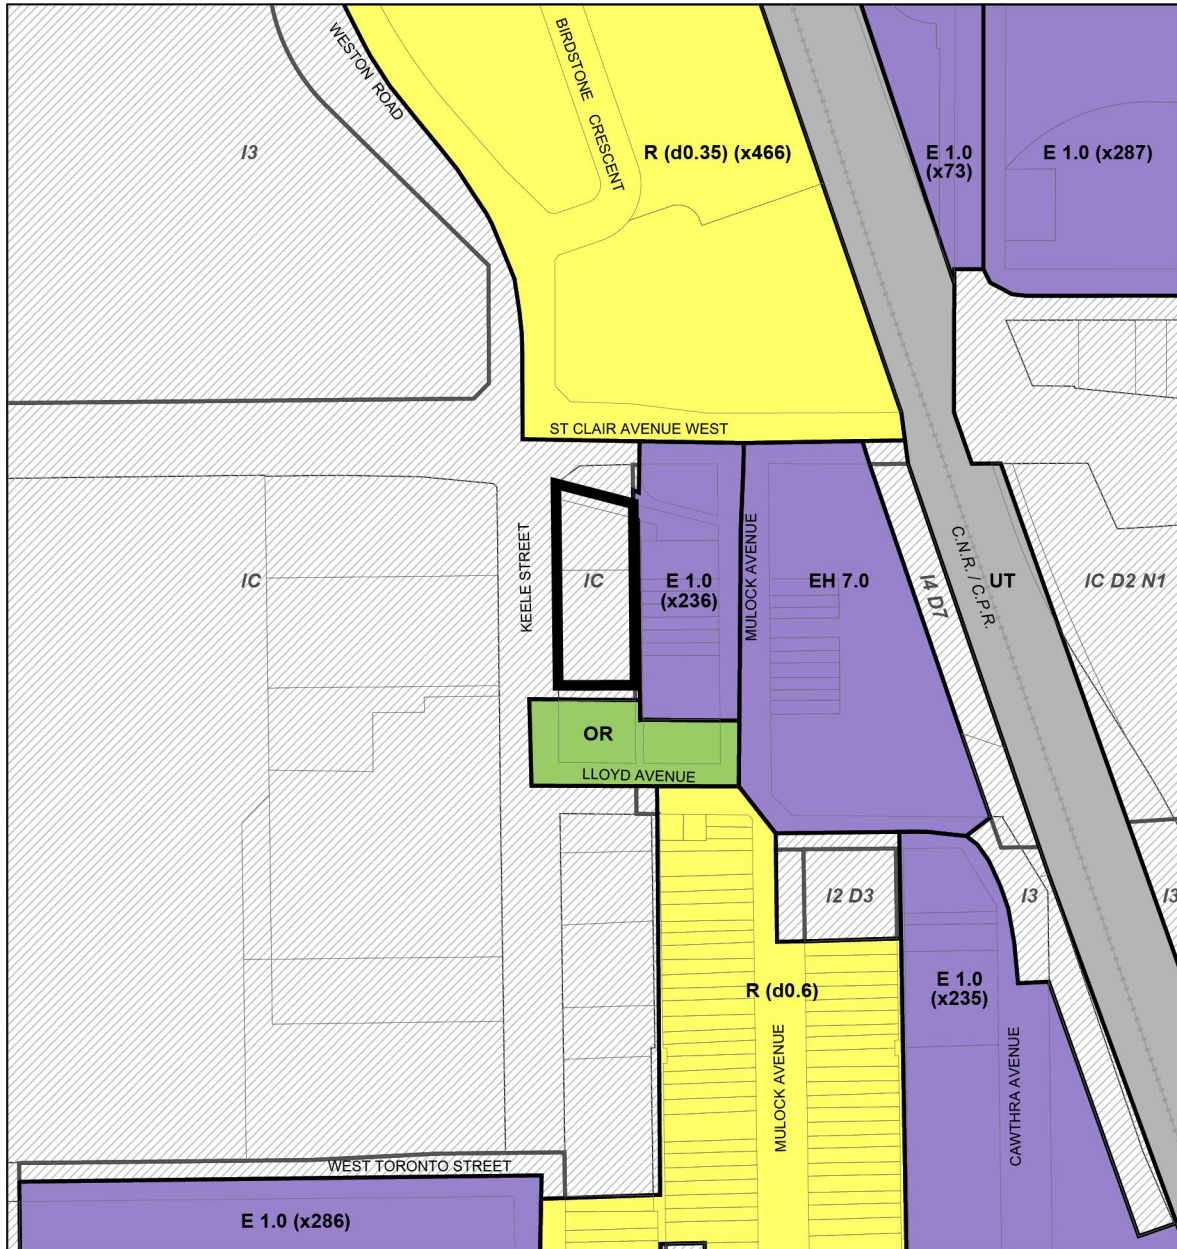 WESTON ROAD
BIRDSTONE CRESCENT
I3
R (d0.35) (x466)
E 1.0
(x73)
E 1.0 (x287)
ST CLAIR AVENUE WEST
KEELE STREET
MULOCK AVENUE
IC
IC
E 1.0
(x236)
EH 7.0
I4 D7
C.N.R. / C.P.R.
UT
IC D2 N1
OR
LLOYD AVENUE
I2 D3
I3
I3
R (d0.6)
E 1.0
(x235)
MULOCK AVENUE
CAWTHRA AVENUE
WEST TORONTO STREET
E 1.0 (x286)